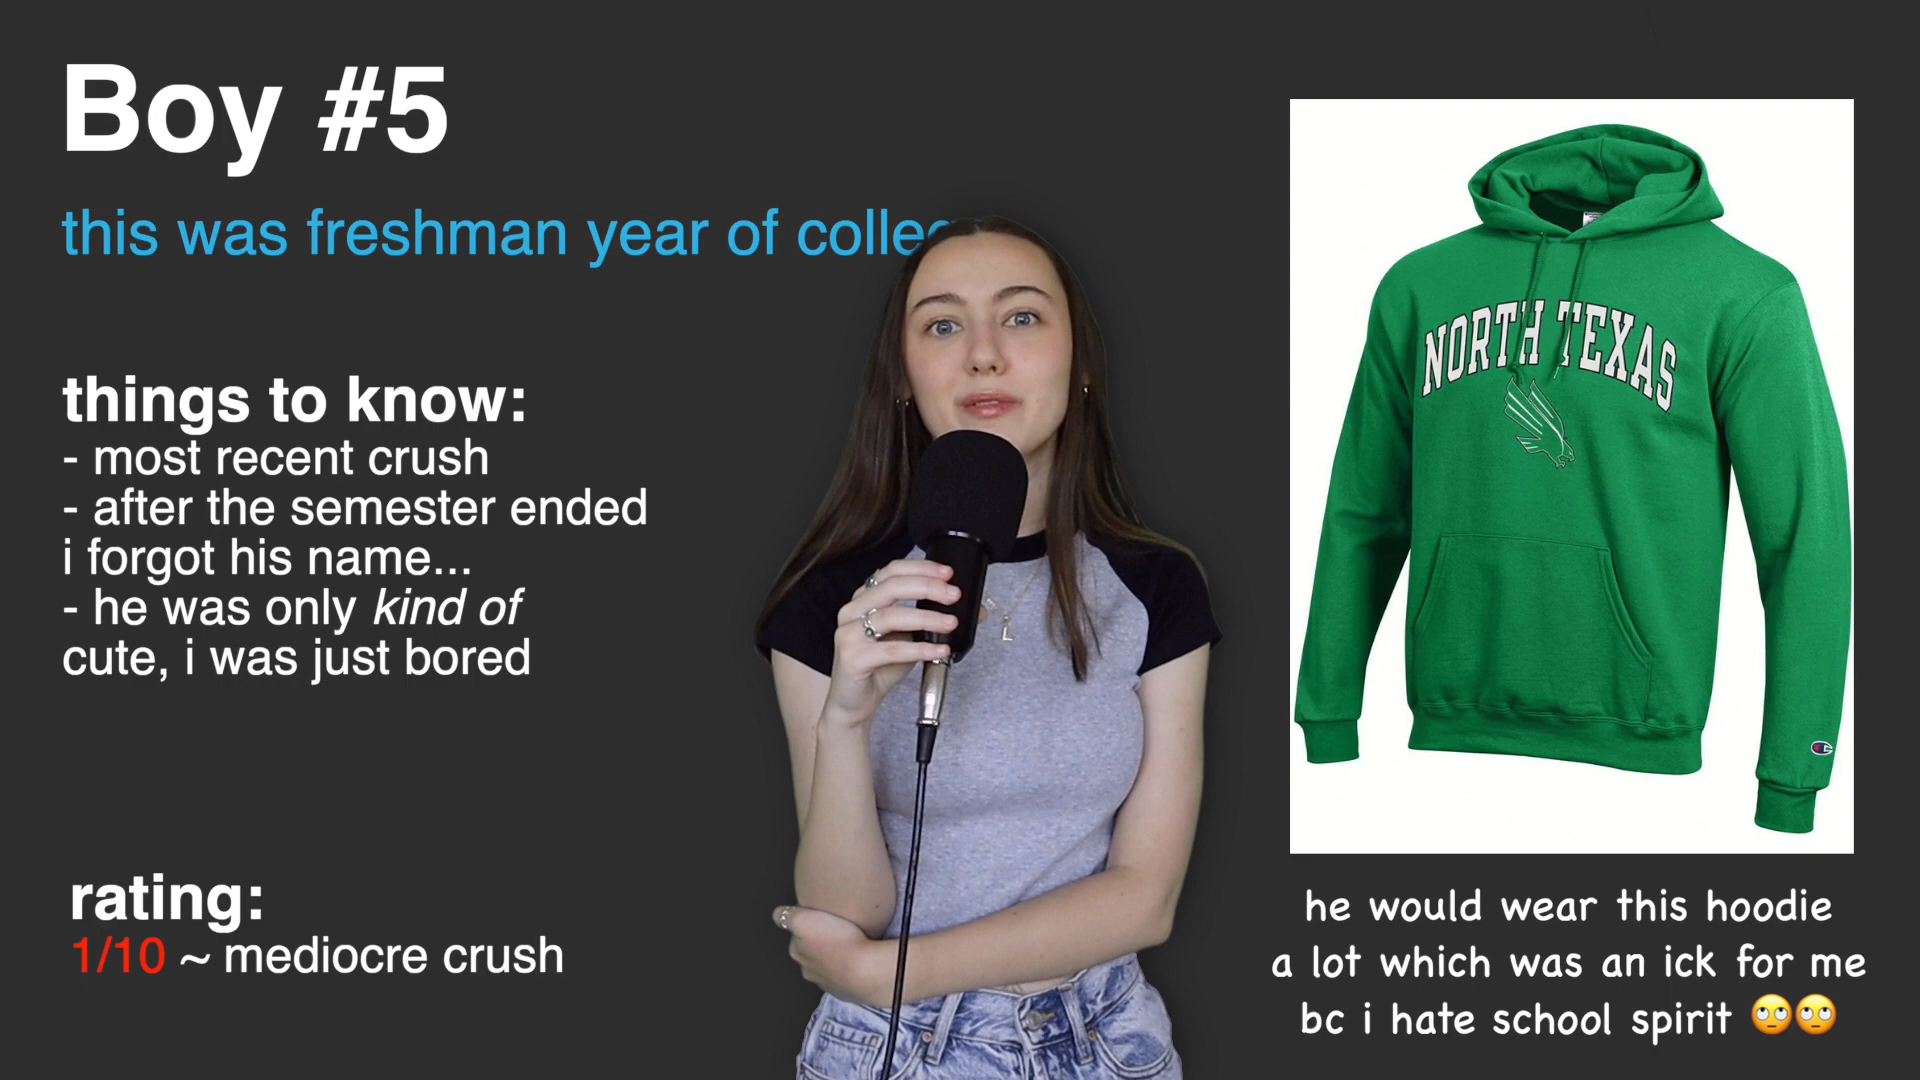 Boy #5
this was freshman year of
things to know:
- most recent crush
- after the semester ended
i forgot his name...
- he was only kind of
cute, i was just bored
rating:
1/10 ~ mediocre crush
NORTH TEXAS
L
he would wear this hoodie
a lot which was an ick for me
bc i hate school spirit 🙄🙄